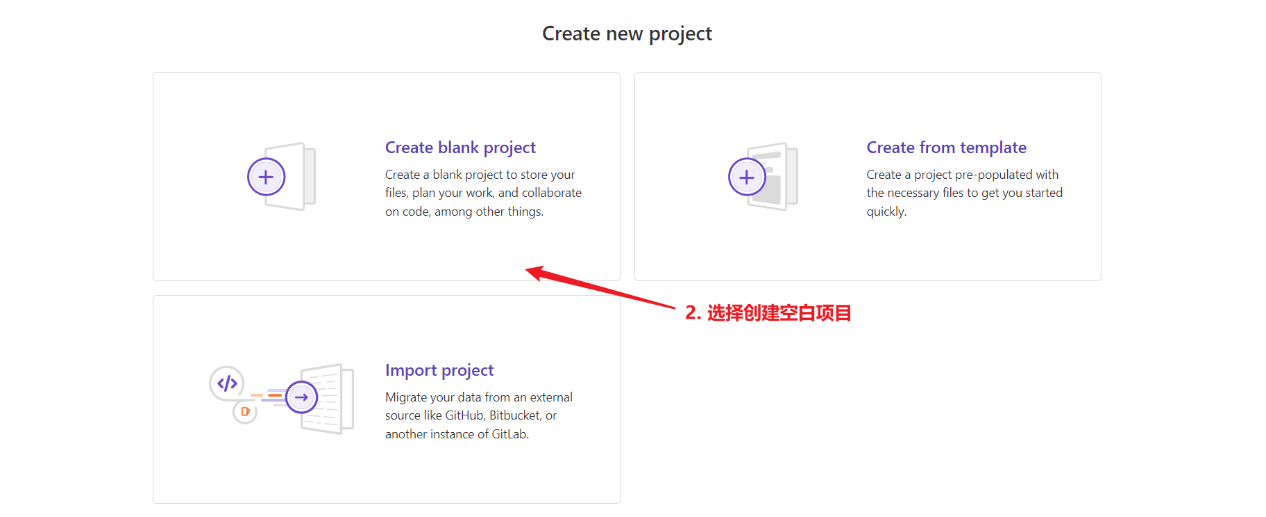 Create new project
Create blank project
Create a blank project to store your
files, plan your work, and collaborate
on code, among other things.
Create from template
Create a project pre-populated with
the necessary files to get you started
quickly.
2. 选择创建空白项目
Import project
Migrate your data from an external
source like GitHub, Bitbucket, or
another instance of GitLab.